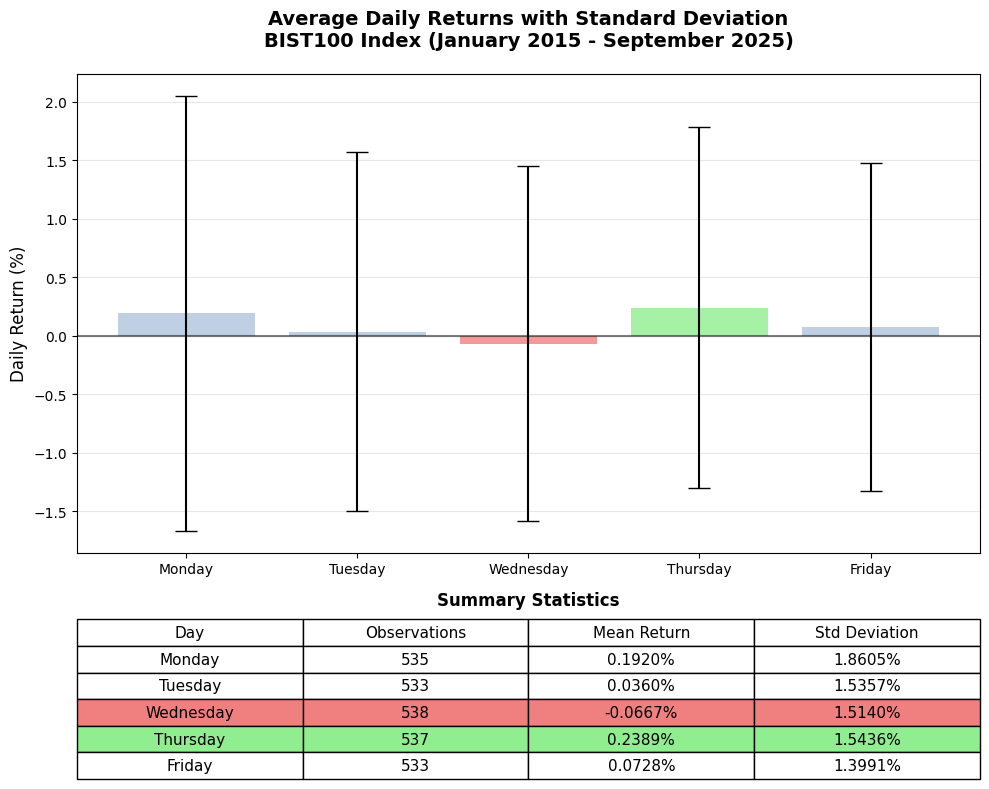 Average Daily Returns with Standard Deviation
BIST100 Index (January 2015 - September 2025)
Daily Return (%)
2.0
1.5
1.0
0.5
0.0
−0.5
−1.0
−1.5
Monday Tuesday Wednesday Thursday Friday
Summary Statistics
Day Observations Mean Return Std Deviation
Monday 535 0.1920% 1.8605%
Tuesday 533 0.0360% 1.5357%
Wednesday 538 -0.0667% 1.5140%
Thursday 537 0.2389% 1.5436%
Friday 533 0.0728% 1.3991%